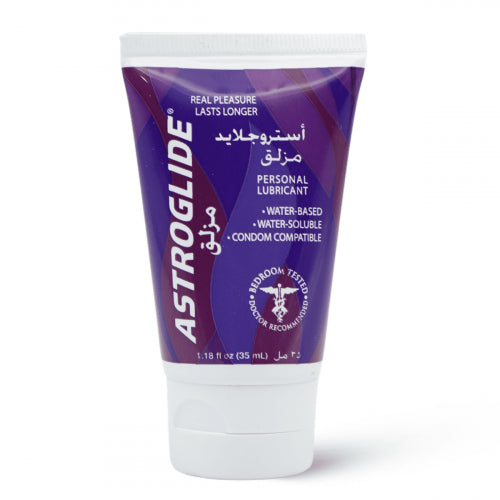 REAL PLEASURE
LASTS LONGER
ASTROGLIDE®
مزلق
أستروجلايد
مزلق
PERSONAL
LUBRICANT
• WATER-BASED
• WATER-SOLUBLE
• CONDOM COMPATIBLE
• BEDROOM TESTED •
DOCTOR RECOMMENDED
1.18 fl oz (35 mL) ٣٥ مل